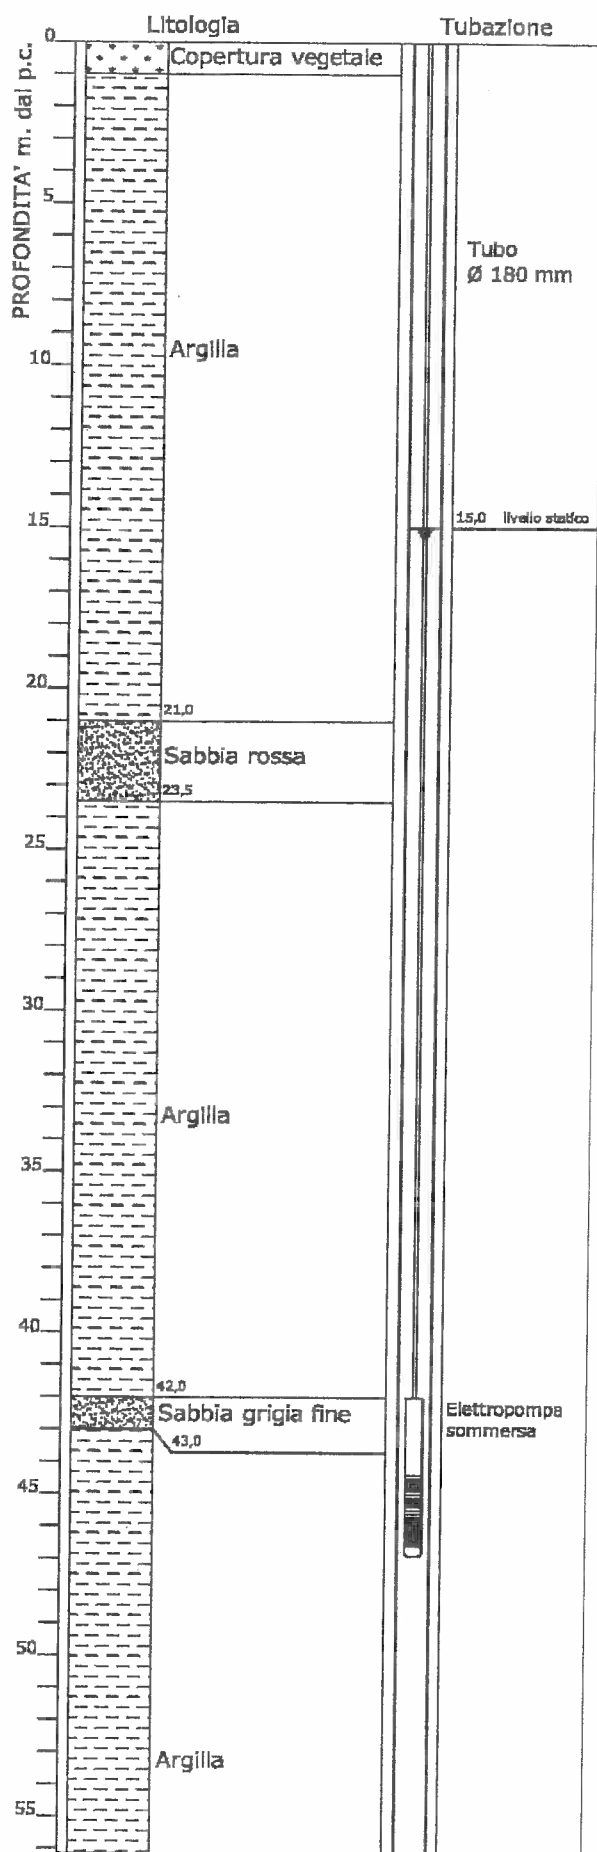 Litologia
Tubazione
PROFONDITA' m. dal p.c.
0
Copertura vegetale
5
Tubo
Ø 180 mm
Argilla
10
15
15,0 livello statico
20
21,0
Sabbia rossa
23,5
25
30
Argilla
35
40
42,0
Sabbia grigia fine
Elettropompa
sommersa
43,0
45
50
Argilla
55